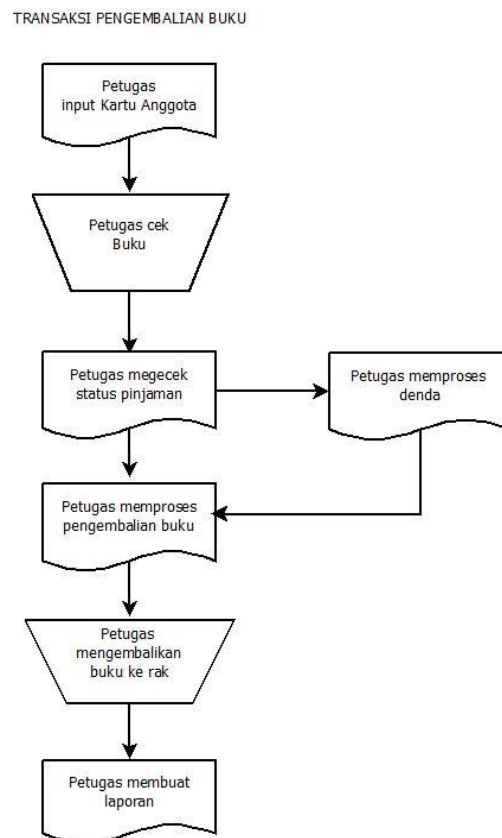 TRANSAKSI PENGEMBALIAN BUKU
Petugas
input Kartu Anggota
Petugas cek
Buku
Petugas megecek
status pinjaman
Petugas memproses
denda
Petugas memproses
pengembalian buku
Petugas
mengembalikan
buku ke rak
Petugas membuat
laporan